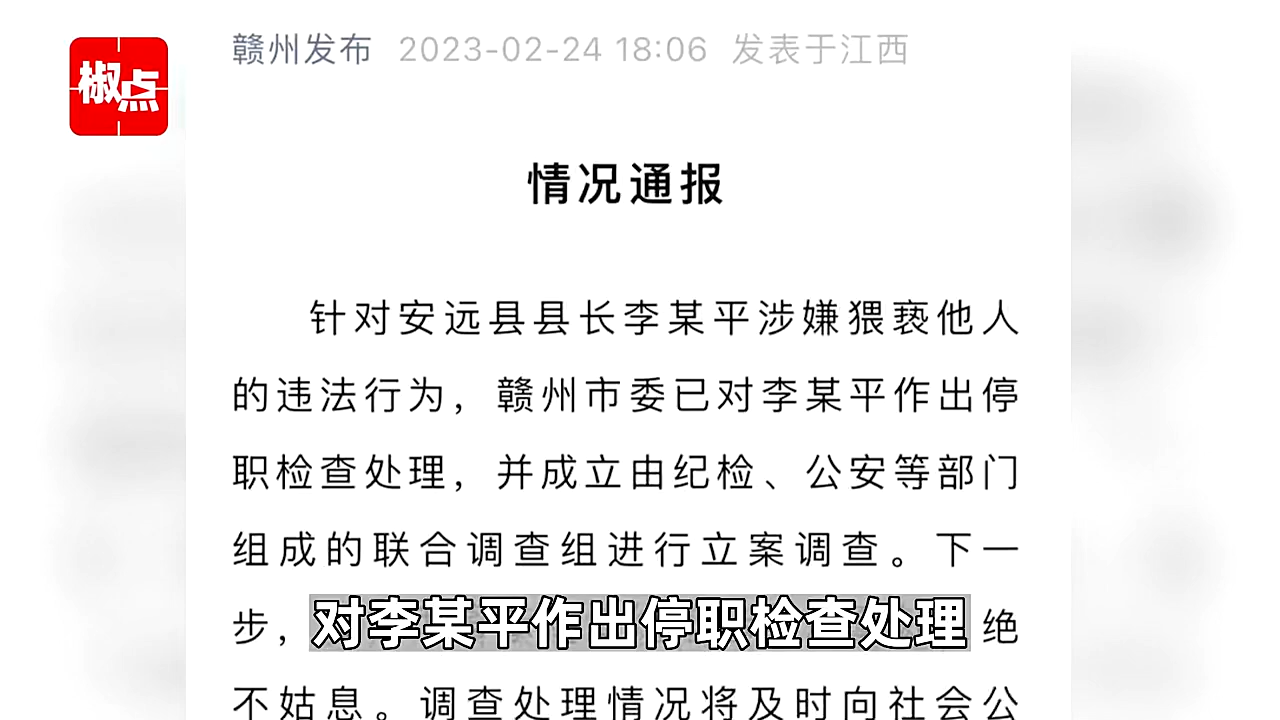 椒点
赣州发布 2023-02-24 18:06 发表于江西
情况通报
针对安远县县长李某平涉嫌猥亵他人
的违法行为，赣州市委已对李某平作出停
职检查处理，并成立由纪检、公安等部门
组成的联合调查组进行立案调查。下一
步，
绝
对李某平作出停职检查处理
不姑息。调查处理情况将及时向社会公